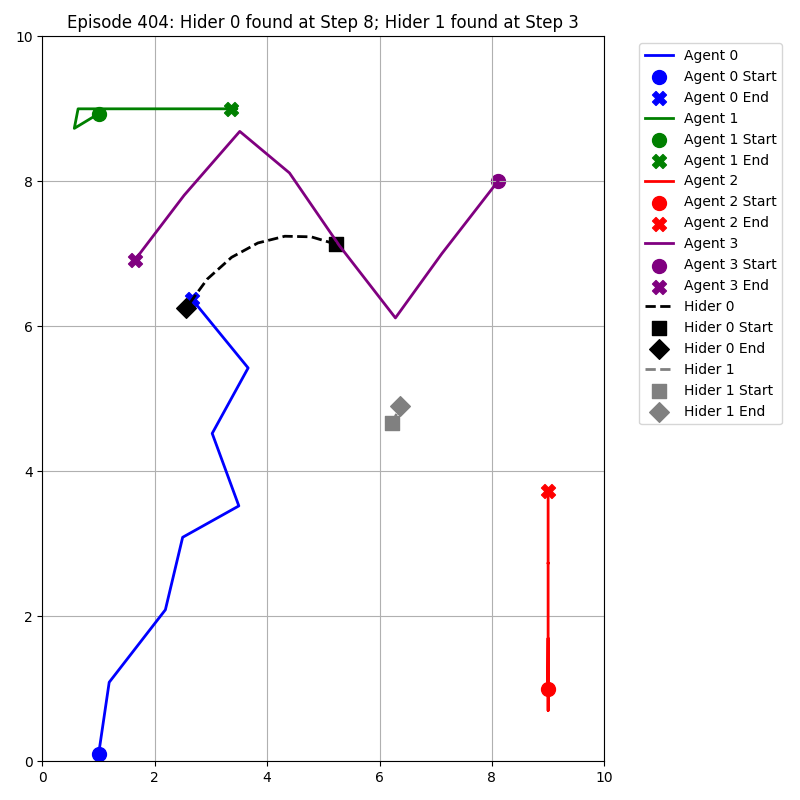 Episode 404: Hider 0 found at Step 8; Hider 1 found at Step 3
10
8
6
4
2
0
0 2 4 6 8 10
Agent 0
Agent 0 Start
Agent 0 End
Agent 1
Agent 1 Start
Agent 1 End
Agent 2
Agent 2 Start
Agent 2 End
Agent 3
Agent 3 Start
Agent 3 End
Hider 0
Hider 0 Start
Hider 0 End
Hider 1
Hider 1 Start
Hider 1 End